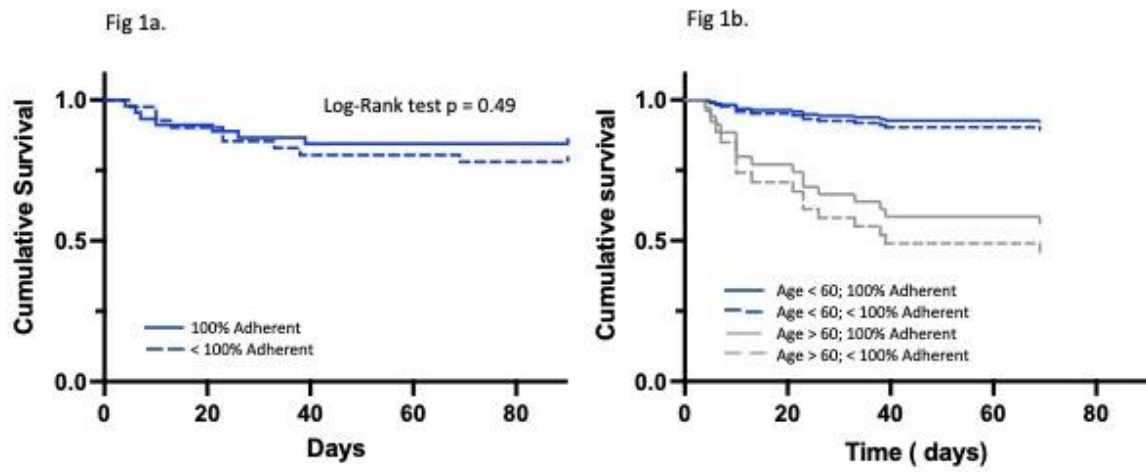 Fig 1a.
Log-Rank test p = 0.49
Cumulative Survival
1.0
0.5
0.0
100% Adherent
< 100% Adherent
0 20 40 60 80
Days
Fig 1b.
Cumulative survival
1.0
0.5
0.0
Age < 60; 100% Adherent
Age < 60; < 100% Adherent
Age > 60; 100% Adherent
Age > 60; < 100% Adherent
0 20 40 60 80
Time ( days)